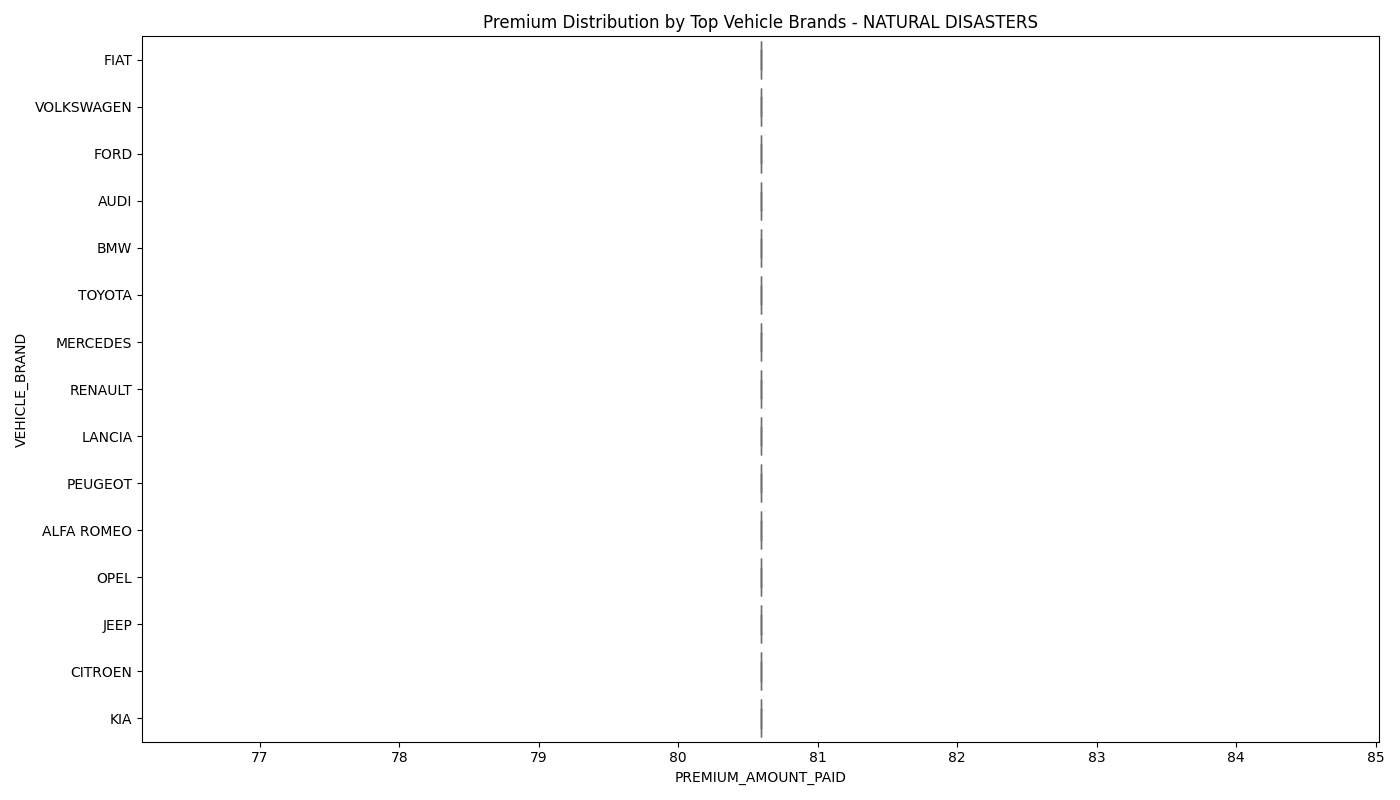 Premium Distribution by Top Vehicle Brands - NATURAL DISASTERS
VEHICLE_BRAND
FIAT
VOLKSWAGEN
FORD
AUDI
BMW
TOYOTA
MERCEDES
RENAULT
LANCIA
PEUGEOT
ALFA ROMEO
OPEL
JEEP
CITROEN
KIA
77 78 79 80 81 82 83 84 85
PREMIUM_AMOUNT_PAID